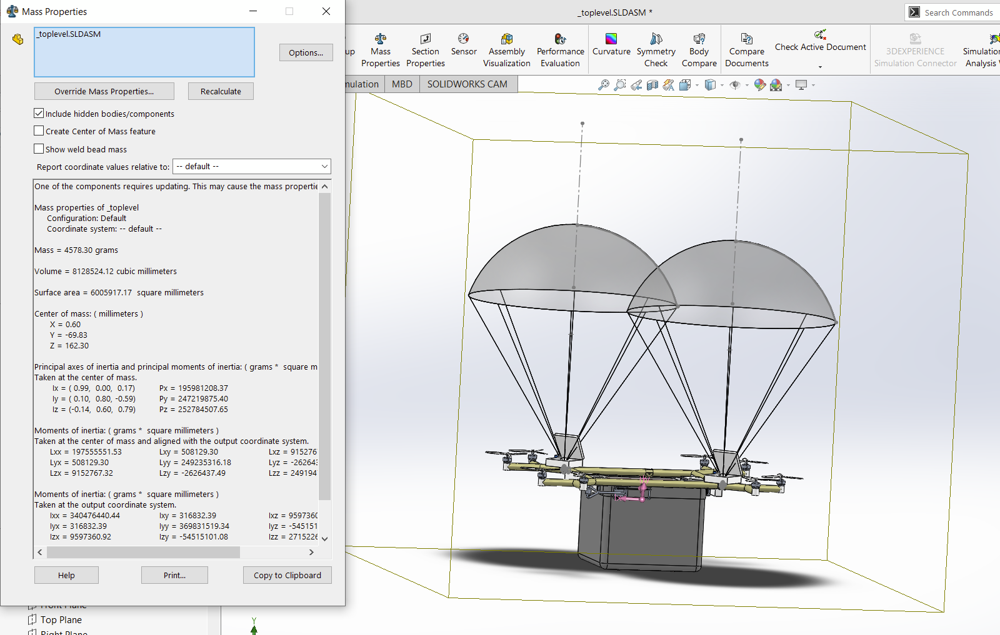 Mass Properties
_toplevel.SLDASM
Options...
Override Mass Properties...
Recalculate
Include hidden bodies/components
Create Center of Mass feature
Show weld bead mass
Report coordinate values relative to:
-- default --
One of the components requires updating. This may cause the mass propertie
Mass properties of _toplevel
Configuration: Default
Coordinate system: -- default --
Mass = 4578.30 grams
Volume = 8128524.12 cubic millimeters
Surface area = 6005917.17 square millimeters
Center of mass: ( millimeters )
X = 0.60
Y = -69.83
Z = 162.30
Principal axes of inertia and principal moments of inertia: ( grams * square m
Taken at the center of mass.
Ix = ( 0.99, 0.00, 0.17) Px = 195981208.37
Iy = ( 0.10, 0.80, -0.59) Py = 247219875.40
Iz = (-0.14, 0.60, 0.79) Pz = 252784507.65
Moments of inertia: ( grams * square millimeters )
Taken at the center of mass and aligned with the output coordinate system.
Lxx = 197555551.53 Lxy = 508129.30 Lxz = 915276
Lyx = 508129.30 Lyy = 249235316.18 Lyz = -26264
Lzx = 9152767.32 Lzy = -2626437.49 Lzz = 249194
Moments of inertia: ( grams * square millimeters )
Taken at the output coordinate system.
Ixx = 340476440.44 Ixy = 316832.39 Ixz = 959736
Iyx = 316832.39 Iyy = 369831519.34 Iyz = -54515
Izx = 9597360.92 Izy = -54515101.08 Izz = 271522
Help
Print...
Copy to Clipboard
Front Plane
Top Plane
Right Plane
_toplevel.SLDASM *
Search Commands
up
Mass Properties
Section Properties
Sensor
Assembly Visualization
Performance Evaluation
Curvature
Symmetry Check
Body Compare
Compare Documents
Check Active Document
3DEXPERIENCE Simulation Connector
Simulation
Analysis
mulation
MBD
SOLIDWORKS CAM
Y